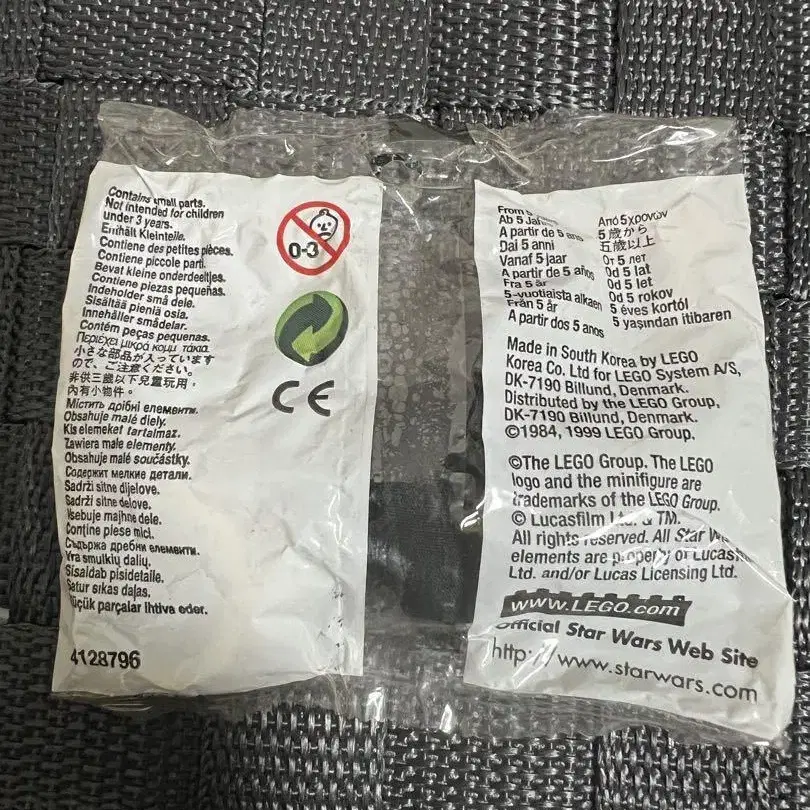 Contains small parts.
Not intended for children
under 3 years.
Enthält Kleinteile.
Contiene des petites pièces.
Contiene piccole parti.
Bevat kleine onderdeeltjes.
Contiene piezas pequeñas.
Indeholder små dele.
Sisältää pieniä osia.
Innehåller smådelar.
Contém peças pequenas.
Περιέχει μικρά κομμ τάκια.
小さな部品が入っています
ので、ご注意ください。
非供三歲以下兒童玩用,
內有小物件。
Містить дрібні елементи.
Obsahuje malé diely.
Kis elemeket tartalmaz.
Zawiera małe elementy.
Obsahuje malé součástky.
Содержит мелкие детали.
Sadrži sitne dijelove.
Sadrži sitne delove.
Vsebuje majhne dele.
Conţine piese mici.
Съдържа дребни елементи.
Yra smulkių dalių.
Sisaldab pisidetaile.
Satur sīkas daļas.
Küçük parçalar ihtiva eder.
4128796
0-3
CE
From 5
Ab 5 Jahren
A partir de 5 ans
Dai 5 anni
Vanaf 5 jaar
A partir de 5 años
Fra 5 år
5-vuotiaista alkaen
Från 5 år
A partir dos 5 anos
Από 5 χρονών
5歳から
五歲以上
От 5 лет
Od 5 lat
Od 5 let
Od 5 rokov
5 éves kortól
5 yaşından itibaren
Made in South Korea by LEGO
Korea Co. Ltd for LEGO System A/S,
DK-7190 Billund, Denmark.
Distributed by the LEGO Group,
DK-7190 Billund, Denmark.
©1984, 1999 LEGO Group.
©The LEGO Group. The LEGO
logo and the minifigure are
trademarks of the LEGO Group.
© Lucasfilm Ltd. & TM.
All rights reserved. All Star Wars
elements are property of Lucasfilm
Ltd. and/or Lucas Licensing Ltd.
www.LEGO.com
Official Star Wars Web Site
http://www.starwars.com